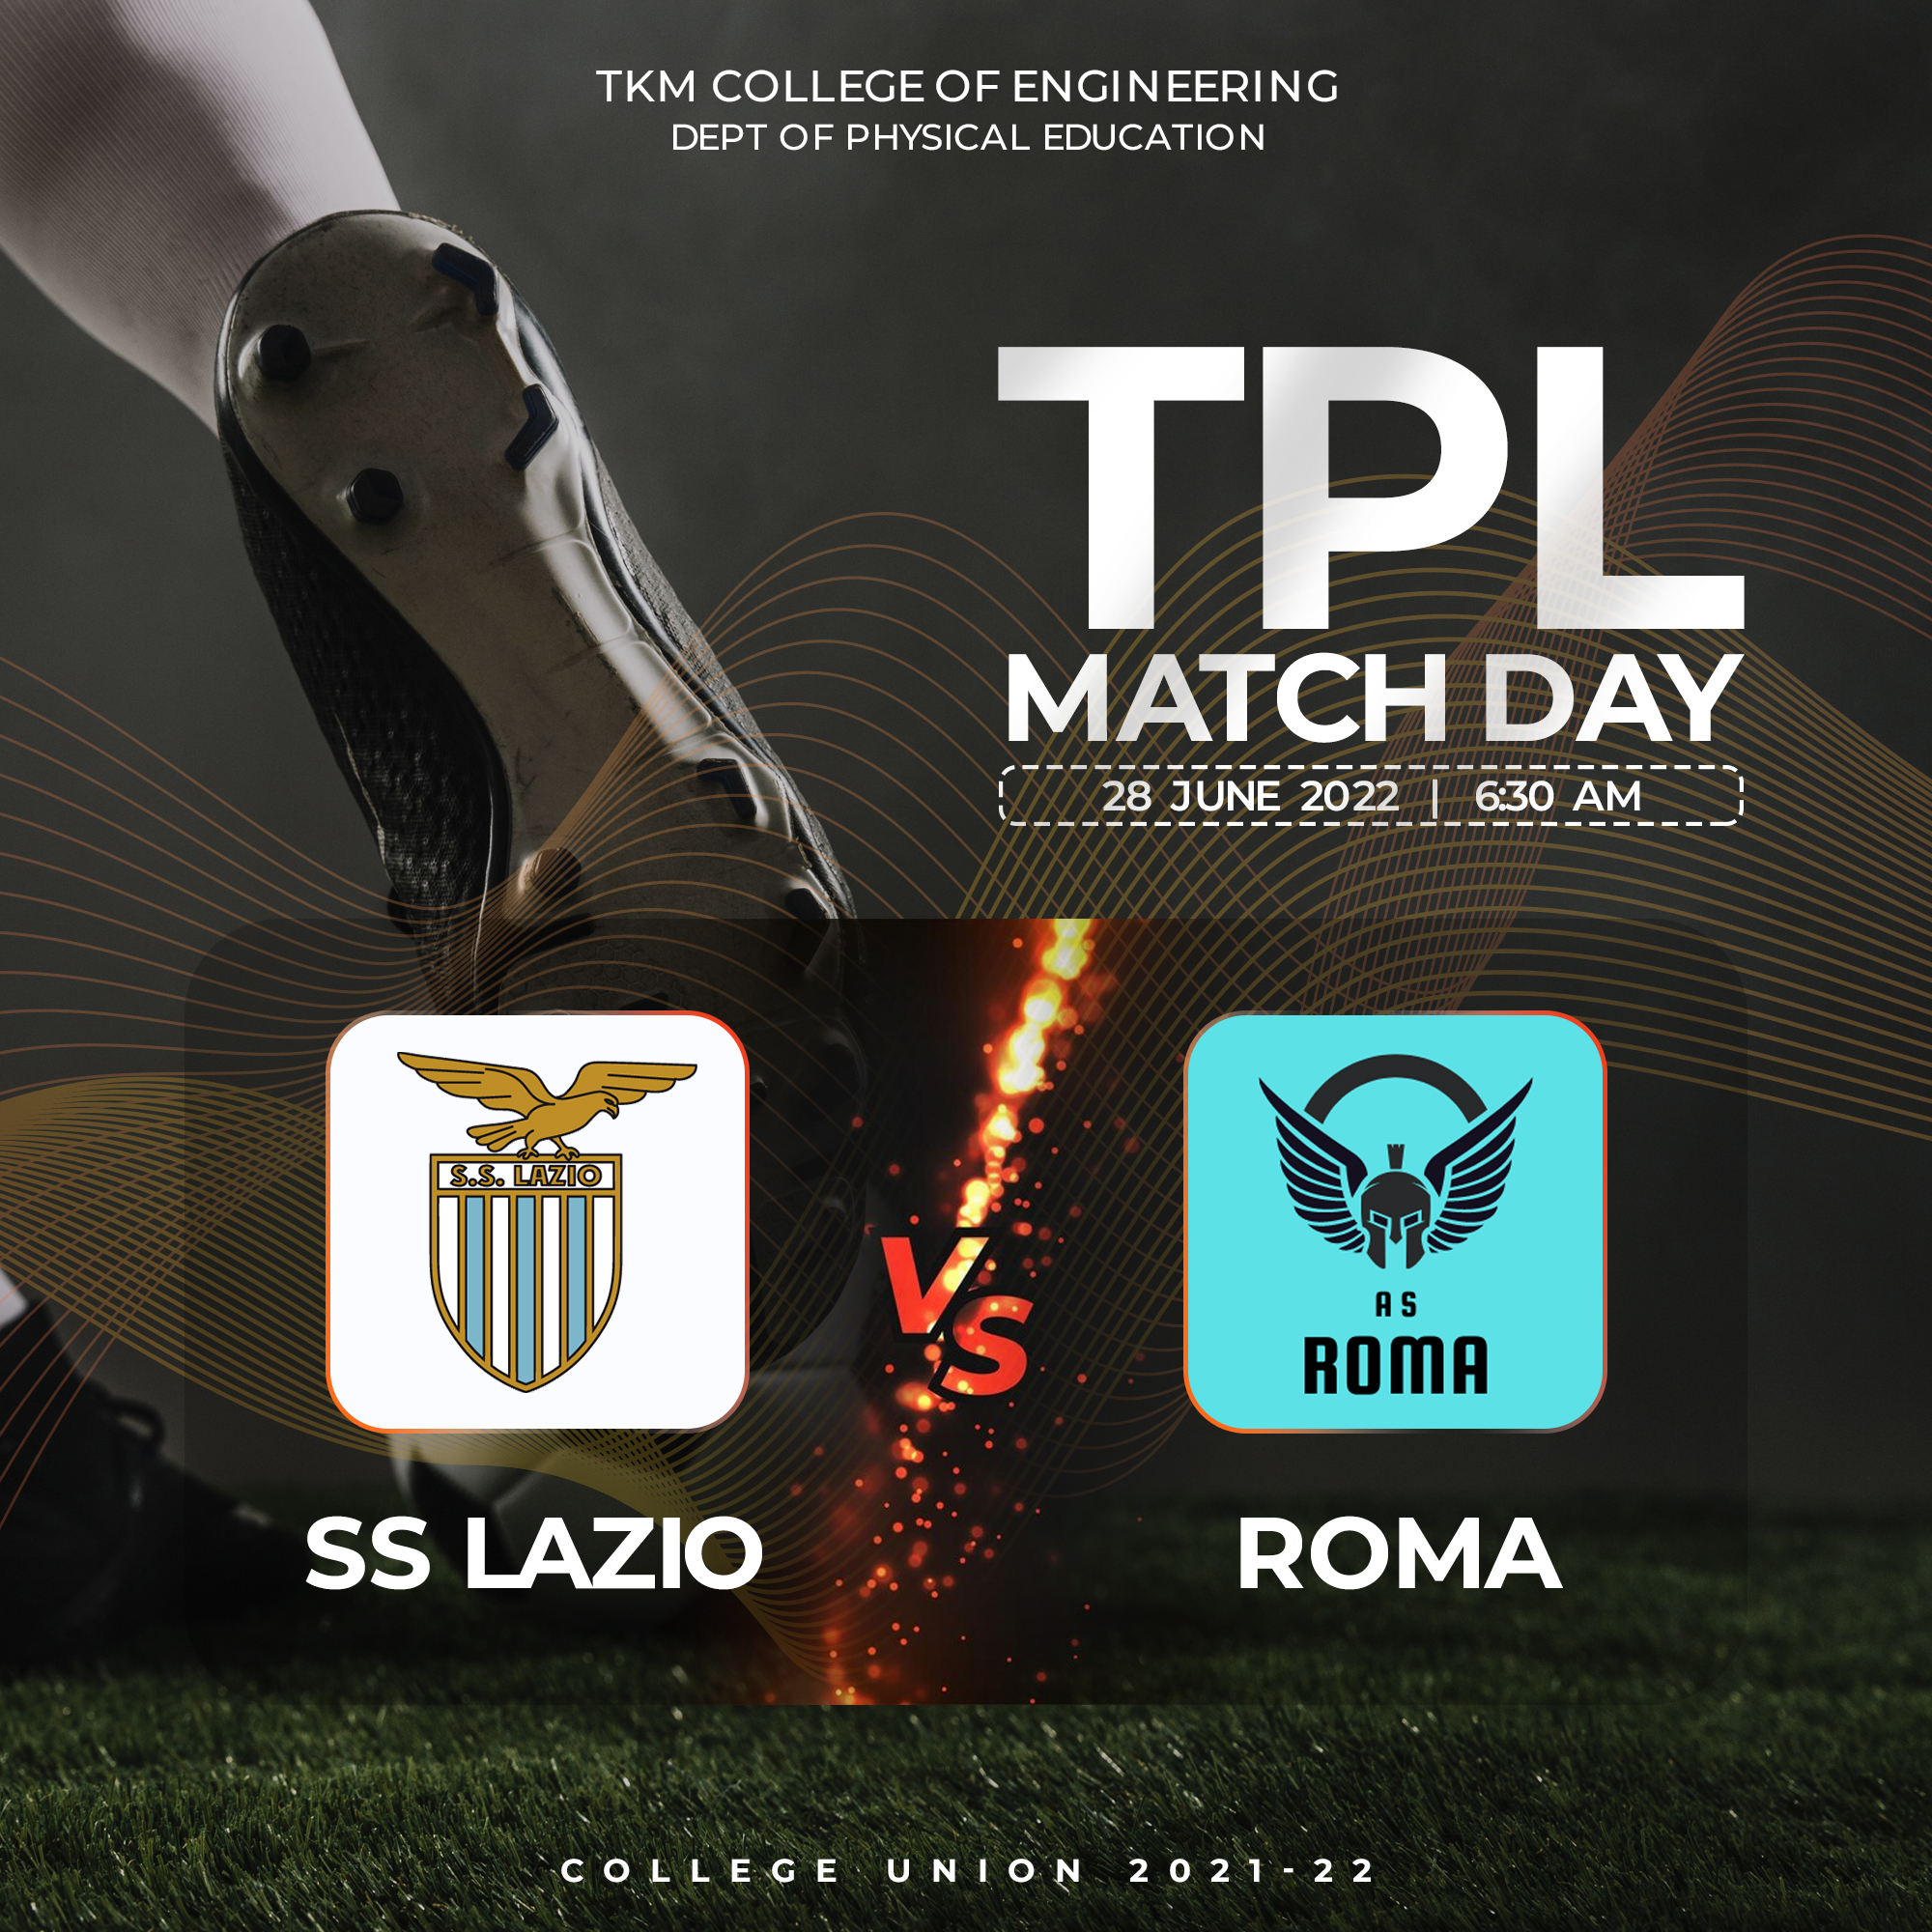 TKM COLLEGE OF ENGINEERING
DEPT OF PHYSICAL EDUCATION
TPL
MATCH DAY
28 JUNE 2022 | 6:30 AM
S.S. LAZIO
VS
AS
ROMA
SS LAZIO
ROMA
COLLEGE UNION 2021-22